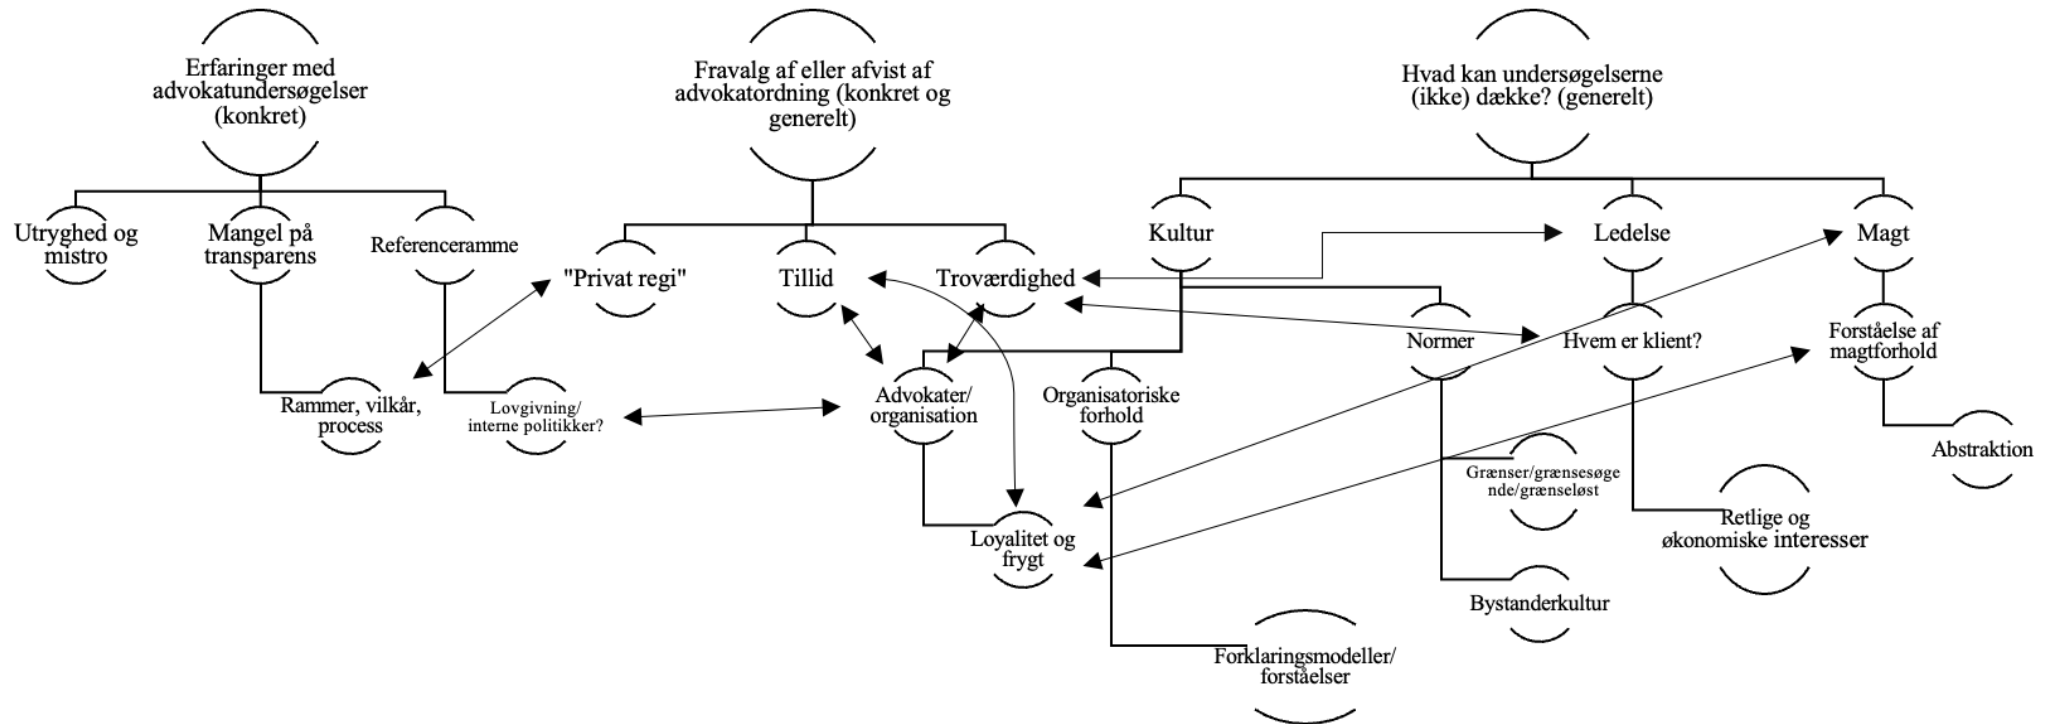 Erfaringer med
advokatundersøgelser
(konkret)
Fravalg af eller afvist af
advokatordning (konkret og
generelt)
Hvad kan undersøgelserne
(ikke) dække? (generelt)
Utryghed og
mistro
Mangel på
transparens
Referenceramme
"Privat regi"
Tillid
Troværdighed
Kultur
Ledelse
Magt
Rammer, vilkår,
process
Lovgivning/
interne politikker?
Advokater/
organisation
Organisatoriske
forhold
Normer
Hvem er klient?
Forståelse af
magtforhold
Loyalitet og
frygt
Grænser/grænsesøge
nde/grænseløst
Retlige og
økonomiske interesser
Abstraktion
Bystanderkultur
Forklaringsmodeller/
forståelser